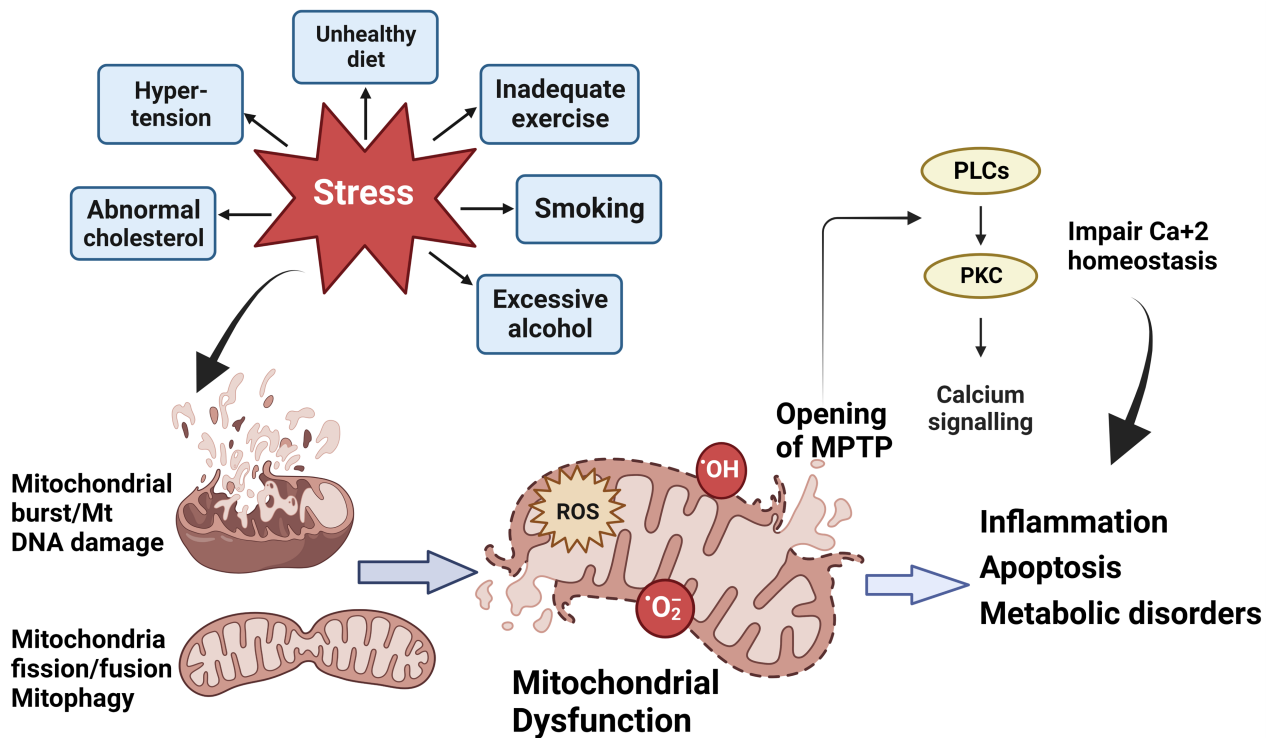 Unhealthy
diet
Hyper-
tension
Inadequate
exercise
Stress
Abnormal
cholesterol
Smoking
Excessive
alcohol
PLCs
PKC
Impair Ca+2
homeostasis
Calcium
signalling
Opening
of MPTP
Mitochondrial
burst/Mt
DNA damage
ROS
•OH
•O₂⁻
Inflammation
Apoptosis
Metabolic disorders
Mitochondria
fission/fusion
Mitophagy
Mitochondrial
Dysfunction